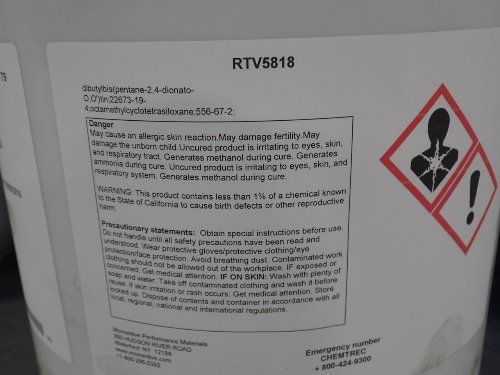 RTV5818
dibutylbis(pentane-2,4-dionato-
O,O')tin:22673-19-
4;octamethylcyclotetrasiloxane:556-67-2;
Danger
May cause an allergic skin reaction.May damage fertility.May
damage the unborn child.Uncured product is irritating to eyes, skin,
and respiratory tract. Generates methanol during cure. Generates
ammonia during cure. Uncured product is irritating to eyes, skin, and
respiratory system. Generates methanol during cure.
WARNING: This product contains less than 1% of a chemical known
to the State of California to cause birth defects or other reproductive
harm.
Precautionary statements: Obtain special instructions before use.
Do not handle until all safety precautions have been read and
understood. Wear protective gloves/protective clothing/eye
protection/face protection. Avoid breathing dust. Contaminated work
clothing should not be allowed out of the workplace. IF exposed or
concerned: Get medical attention. IF ON SKIN: Wash with plenty of
soap and water. Take off contaminated clothing and wash it before
reuse. If skin irritation or rash occurs: Get medical attention. Store
locked up. Dispose of contents and container in accordance with all
local, regional, national and international regulations.
Momentive Performance Materials
260 HUDSON RIVER ROAD
Waterford NY 12188
www.momentive.com
+1-800-295-2392
Emergency number
CHEMTREC
+ 800-424-9300